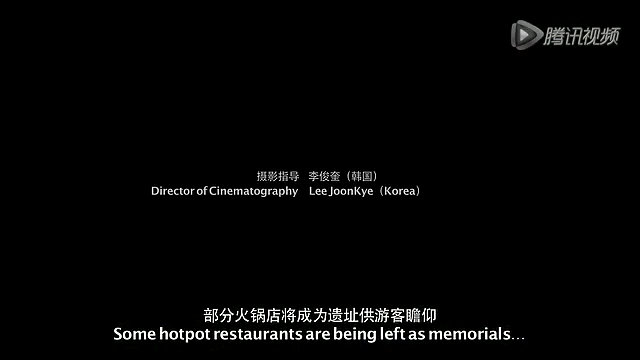 腾讯视频
摄影指导 李俊奎（韩国）
Director of Cinematography Lee JoonKye（Korea）
部分火锅店将成为遗址供游客瞻仰
Some hotpot restaurants are being left as memorials...